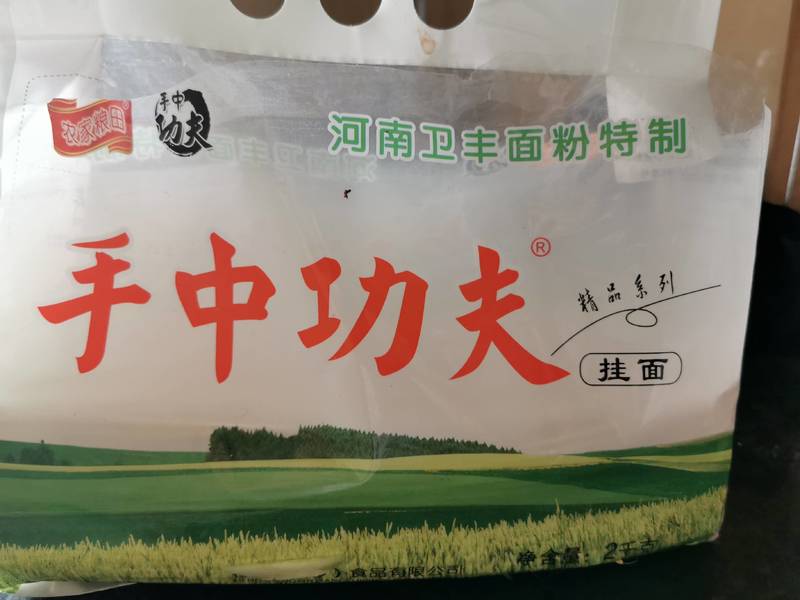 农家粮田
手中
功夫
河南卫丰面粉特制
手中功夫®
精品系列
挂面
净含量：2千克
食品有限公司